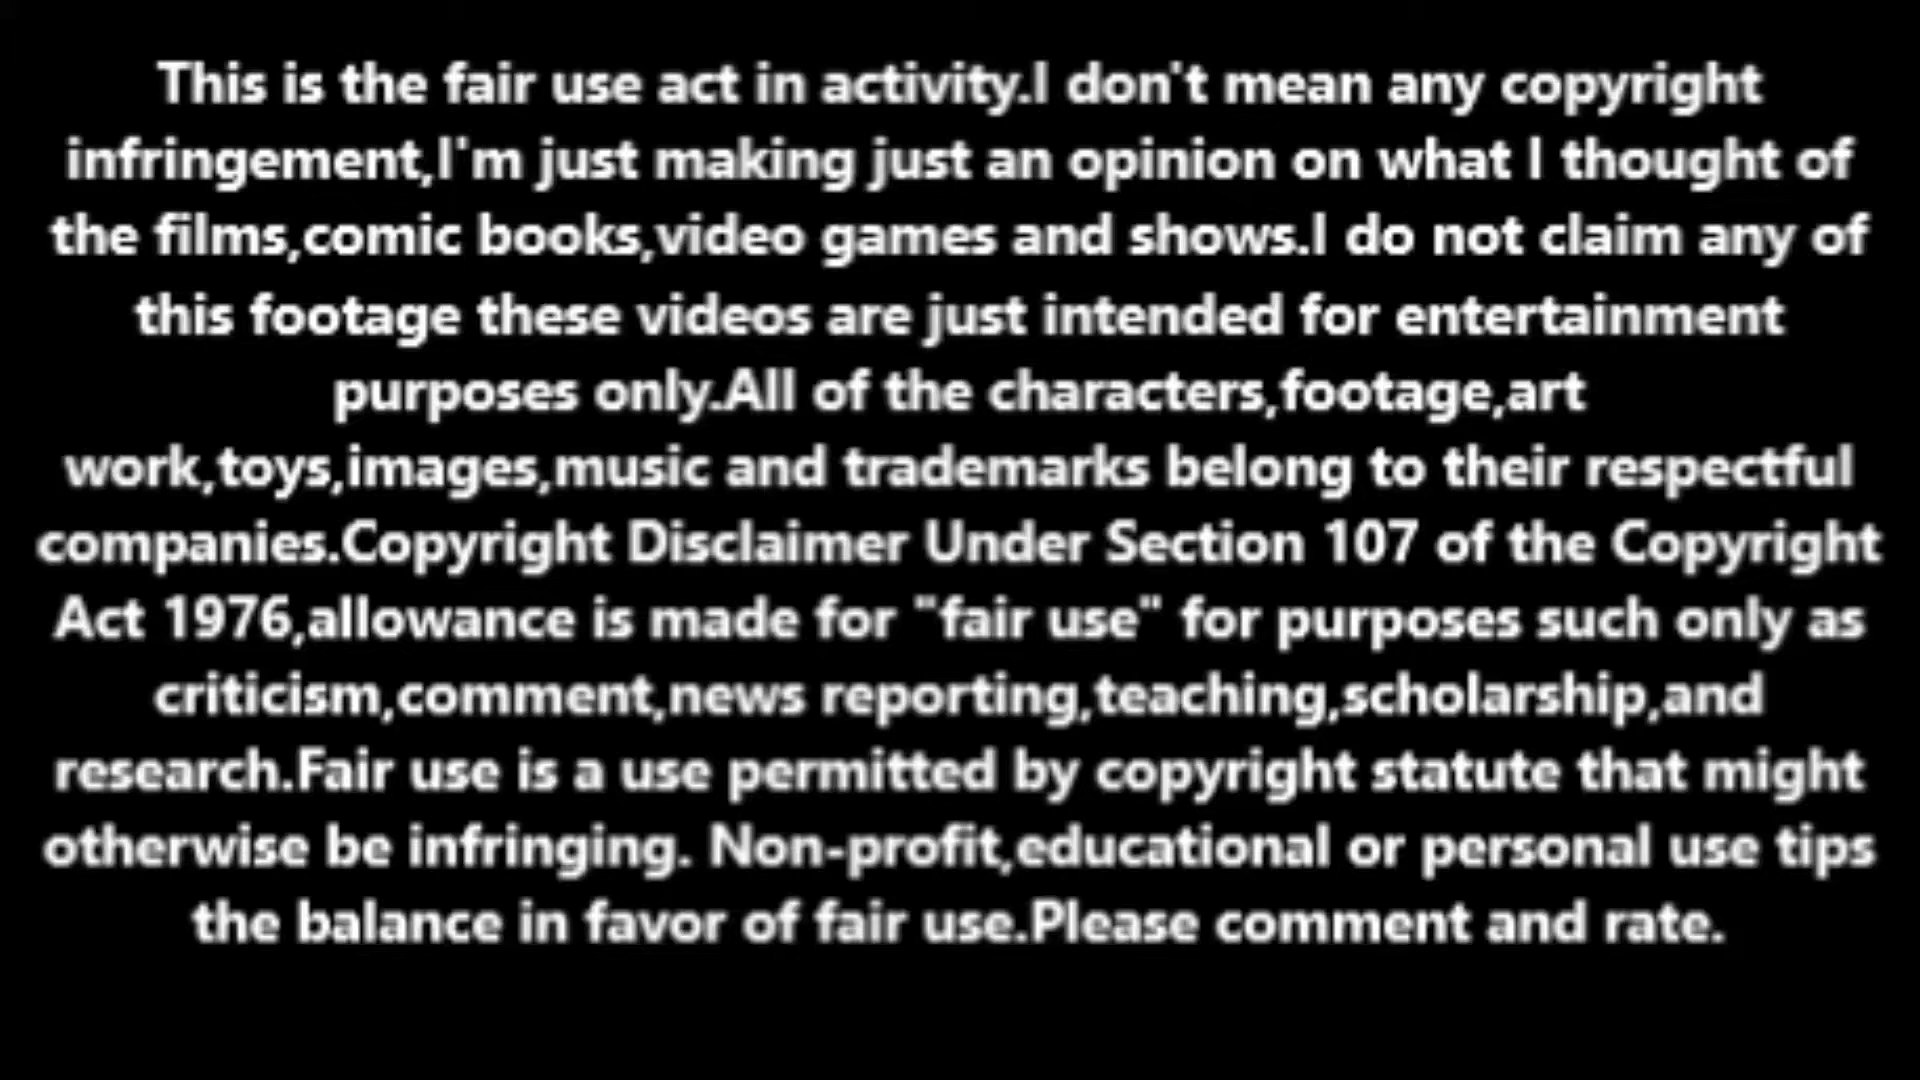 This is the fair use act in activity.I don't mean any copyright
infringement,I'm just making just an opinion on what I thought of
the films,comic books,video games and shows.I do not claim any of
this footage these videos are just intended for entertainment
purposes only.All of the characters,footage,art
work,toys,images,music and trademarks belong to their respectful
companies.Copyright Disclaimer Under Section 107 of the Copyright
Act 1976,allowance is made for "fair use" for purposes such only as
criticism,comment,news reporting,teaching,scholarship,and
research.Fair use is a use permitted by copyright statute that might
otherwise be infringing. Non-profit,educational or personal use tips
the balance in favor of fair use.Please comment and rate.